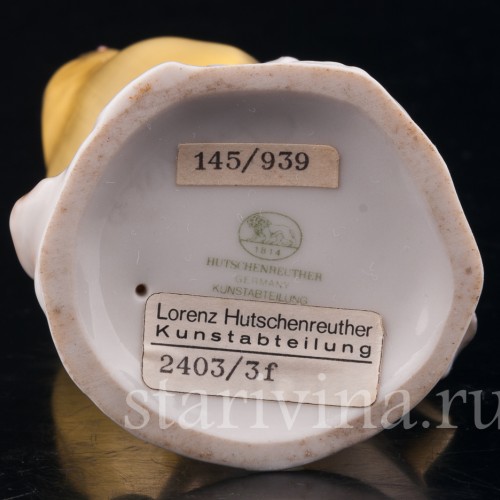 145/939
1814
HUTSCHENREUTHER
GERMANY
KUNSTABTEILUNG
Lorenz Hutschenreuther
Kunstabteilung
2403/3f
starivina.ru